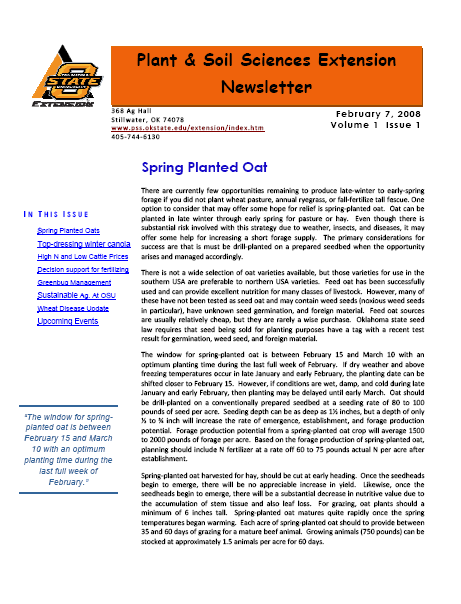 OKLAHOMA
STATE
UNIVERSITY
EXTENSION
Plant & Soil Sciences Extension
Newsletter
368 Ag Hall
Stillwater, OK 74078
www.pss.okstate.edu/extension/index.htm
405-744-6130
February 7, 2008
Volume 1 Issue 1
IN THIS ISSUE
Spring Planted Oats
Top-dressing winter canola
High N and Low Cattle Prices
Decision support for fertilizing
Greenbug Management
Sustainable Ag. At OSU
Wheat Disease Update
Upcoming Events
"The window for spring-
planted oat is between
February 15 and March
10 with an optimum
planting time during the
last full week of
February."
Spring Planted Oat
There are currently few opportunities remaining to produce late-winter to early-spring
forage if you did not plant wheat pasture, annual ryegrass, or fall-fertilize tall fescue. One
option to consider that may offer some hope for relief is spring-planted oat. Oat can be
planted in late winter through early spring for pasture or hay. Even though there is
substantial risk involved with this strategy due to weather, insects, and diseases, it may
offer some help for increasing a short forage supply. The primary considerations for
success are that is must be drill-planted on a prepared seedbed when the opportunity
arises and managed accordingly.
There is not a wide selection of oat varieties available, but those varieties for use in the
southern USA are preferable to northern USA varieties. Feed oat has been successfully
used and can provide excellent nutrition for many classes of livestock. However, many of
these have not been tested as seed oat and may contain weed seeds (noxious weed seeds
in particular), have unknown seed germination, and foreign material. Feed oat sources
are usually relatively cheap, but they are rarely a wise purchase. Oklahoma state seed
law requires that seed being sold for planting purposes have a tag with a recent test
result for germination, weed seed, and foreign material.
The window for spring-planted oat is between February 15 and March 10 with an
optimum planting time during the last full week of February. If dry weather and above
freezing temperatures occur in late January and early February, the planting date can be
shifted closer to February 15. However, if conditions are wet, damp, and cold during late
January and early February, then planting may be delayed until early March. Oat should
be drill-planted on a conventionally prepared seedbed at a seeding rate of 80 to 100
pounds of seed per acre. Seeding depth can be as deep as 1½ inches, but a depth of only
½ to ¾ inch will increase the rate of emergence, establishment, and forage production
potential. Forage production from a spring-planted oat crop will average 1500
to 2000 pounds of forage per acre. Based on the forage production of spring-planted oat,
planning should include N fertilizer at a rate off 60 to 75 pounds actual N per acre after
establishment.
Spring-planted oat harvested for hay, should be cut at early heading. Once the seedheads
begin to emerge, there will be no appreciable increase in yield. Likewise, once the
seedheads begin to emerge, there will be a substantial decrease in nutritive value due to
the accumulation of stem tissue and also leaf loss. For grazing, oat plants should a
minimum of 6 inches tall. Spring-planted oat matures quite rapidly once the spring
temperatures began warming. Each acre of spring-planted oat should to provide between
35 and 60 days of grazing for a mature beef animal. Growing animals (750 pounds) can be
stocked at approximately 1.5 animals per acre for 60 days.